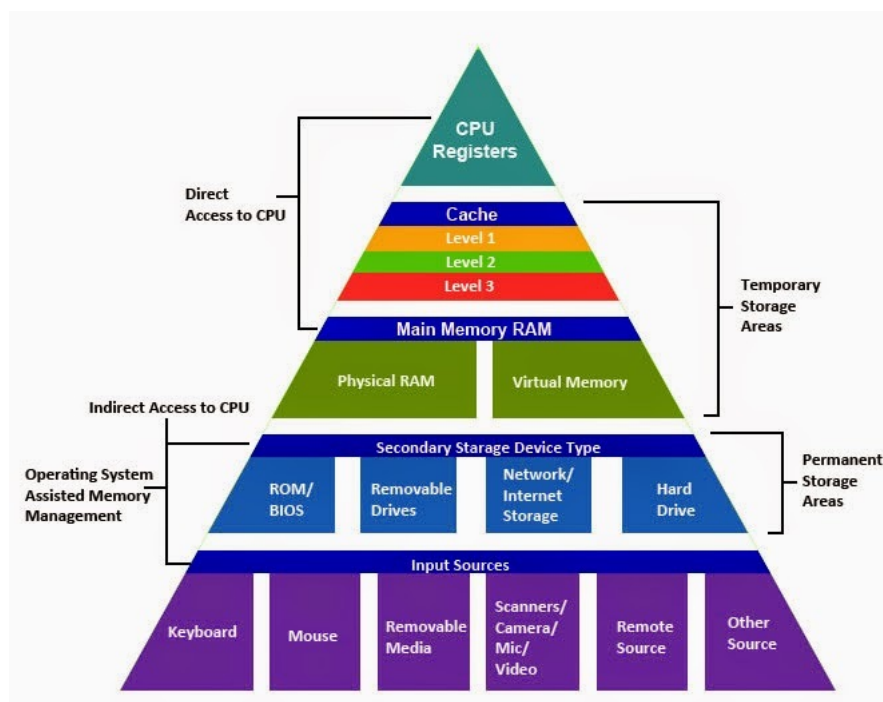 CPU
Registers
Direct
Access to CPU
Cache
Level 1
Level 2
Level 3
Temporary
Storage
Areas
Main Memory RAM
Physical RAM
Virtual Memory
Indirect Access to CPU
Secondary Starage Device Type
Operating System
Assisted Memory
Management
ROM/
BIOS
Removable
Drives
Network/
Internet
Storage
Hard
Drive
Permanent
Storage
Areas
Input Sources
Keyboard
Mouse
Removable
Media
Scanners/
Camera/
Mic/
Video
Remote
Source
Other
Source